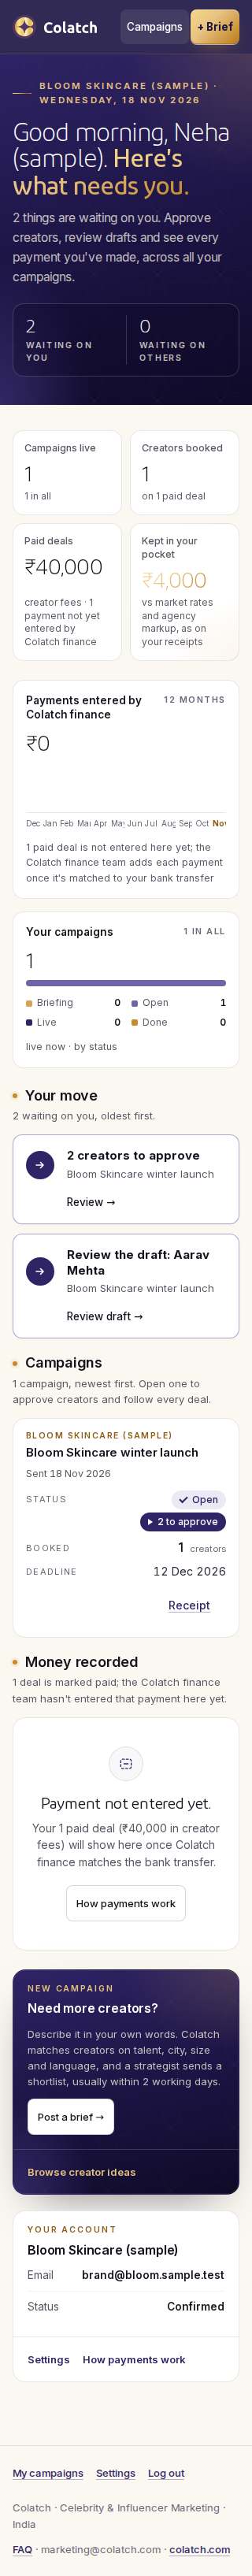 Colatch
Campaigns
+ Brief
BLOOM SKINCARE (SAMPLE) ·
WEDNESDAY, 18 NOV 2026
Good morning, Neha
(sample). Here's
what needs you.
2 things are waiting on you. Approve
creators, review drafts and see every
payment you've made, across all your
campaigns.
2
WAITING ON
YOU
0
WAITING ON
OTHERS
Campaigns live
1
1 in all
Creators booked
1
on 1 paid deal
Paid deals
₹40,000
creator fees · 1
payment not yet
entered by
Colatch finance
Kept in your
pocket
₹4,000
vs market rates
and agency
markup, as on
your receipts
Payments entered by
Colatch finance
12 MONTHS
₹0
Dec Jan Feb Mar Apr May Jun Jul Aug Sep Oct Nov
1 paid deal is not entered here yet; the
Colatch finance team adds each payment
once it's matched to your bank transfer
Your campaigns
1 IN ALL
1
Briefing 0
Open 1
Live 0
Done 0
live now · by status
Your move
2 waiting on you, oldest first.
2 creators to approve
Bloom Skincare winter launch
Review →
Review the draft: Aarav
Mehta
Bloom Skincare winter launch
Review draft →
Campaigns
1 campaign, newest first. Open one to
approve creators and follow every deal.
BLOOM SKINCARE (SAMPLE)
Bloom Skincare winter launch
Sent 18 Nov 2026
STATUS
✓ Open
2 to approve
BOOKED
1 creators
DEADLINE
12 Dec 2026
Receipt
Money recorded
1 deal is marked paid; the Colatch finance
team hasn't entered that payment here yet.
Payment not entered yet.
Your 1 paid deal (₹40,000 in creator
fees) will show here once Colatch
finance matches the bank transfer.
How payments work
NEW CAMPAIGN
Need more creators?
Describe it in your own words. Colatch
matches creators on talent, city, size
and language, and a strategist sends a
shortlist, usually within 2 working days.
Post a brief →
Browse creator ideas
YOUR ACCOUNT
Bloom Skincare (sample)
Email
brand@bloom.sample.test
Status
Confirmed
Settings
How payments work
My campaigns
Settings
Log out
Colatch · Celebrity & Influencer Marketing ·
India
FAQ · marketing@colatch.com · colatch.com